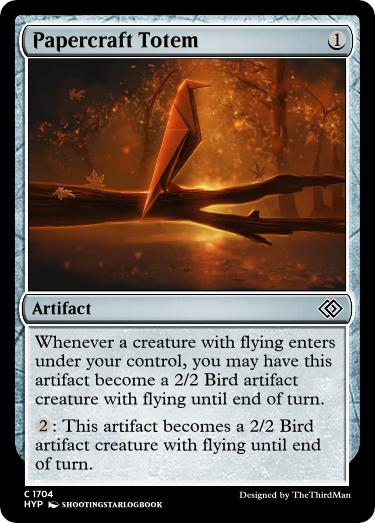 Papercraft Totem 1
Artifact
Whenever a creature with flying enters
under your control, you may have this
artifact become a 2/2 Bird artifact
creature with flying until end of turn.
2: This artifact becomes a 2/2 Bird
artifact creature with flying until end
of turn.
C 1704
HYP SHOOTINGSTARLOGBOOK
Designed by TheThirdMan